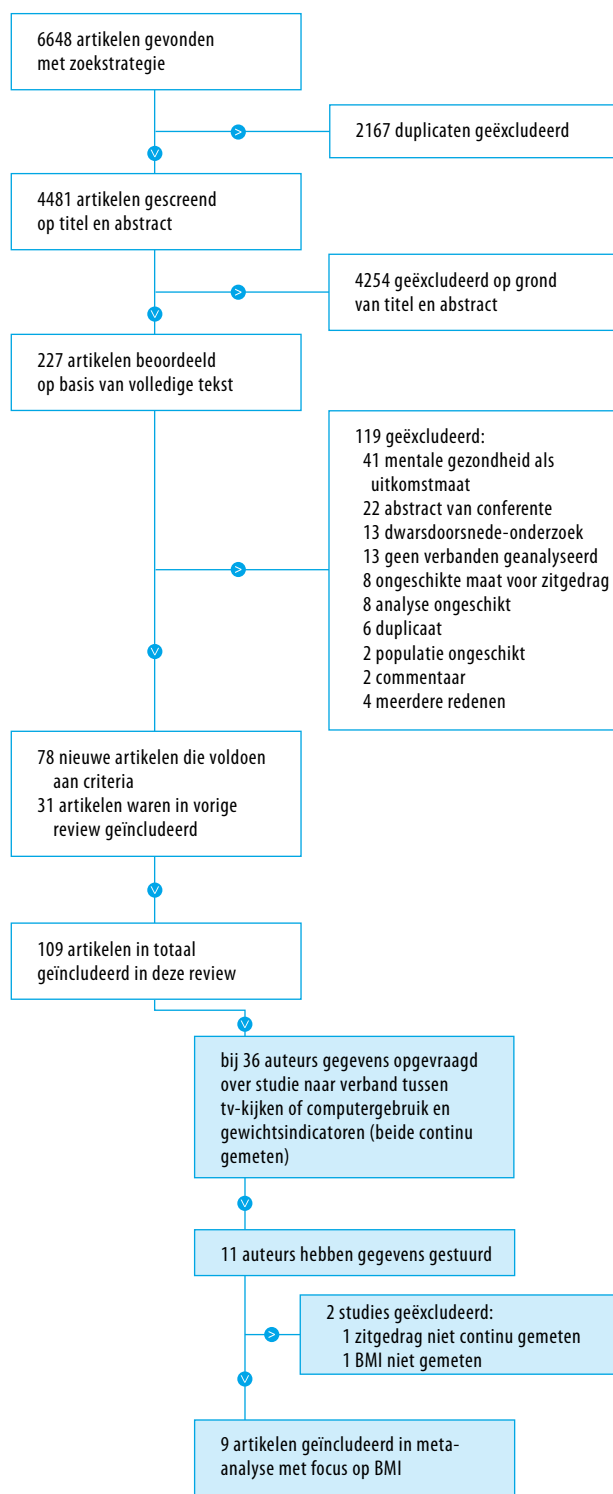 6648 artikelen gevonden
met zoekstrategie
2167 duplicaten geëxcludeerd
4481 artikelen gescreend
op titel en abstract
4254 geëxcludeerd op grond
van titel en abstract
227 artikelen beoordeeld
op basis van volledige tekst
119 geëxcludeerd:
41 mentale gezondheid als
uitkomstmaat
22 abstract van conferente
13 dwarsdoorsnede-onderzoek
13 geen verbanden geanalyseerd
8 ongeschikte maat voor zitgedrag
8 analyse ongeschikt
6 duplicaat
2 populatie ongeschikt
2 commentaar
4 meerdere redenen
78 nieuwe artikelen die voldoen
aan criteria
31 artikelen waren in vorige
review geïncludeerd
109 artikelen in totaal
geïncludeerd in deze review
bij 36 auteurs gegevens opgevraagd
over studie naar verband tussen
tv-kijken of computergebruik en
gewichtsindicatoren (beide continu
gemeten)
11 auteurs hebben gegevens gestuurd
2 studies geëxcludeerd:
1 zitgedrag niet continu gemeten
1 BMI niet gemeten
9 artikelen geïncludeerd in meta-
analyse met focus op BMI